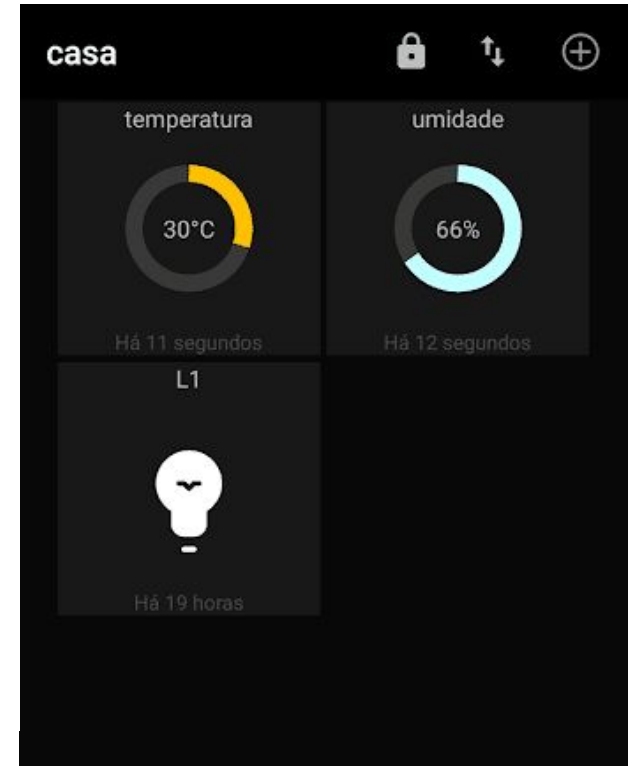 casa
temperatura
umidade
30°C
66%
Há 11 segundos
Há 12 segundos
L1
Há 19 horas